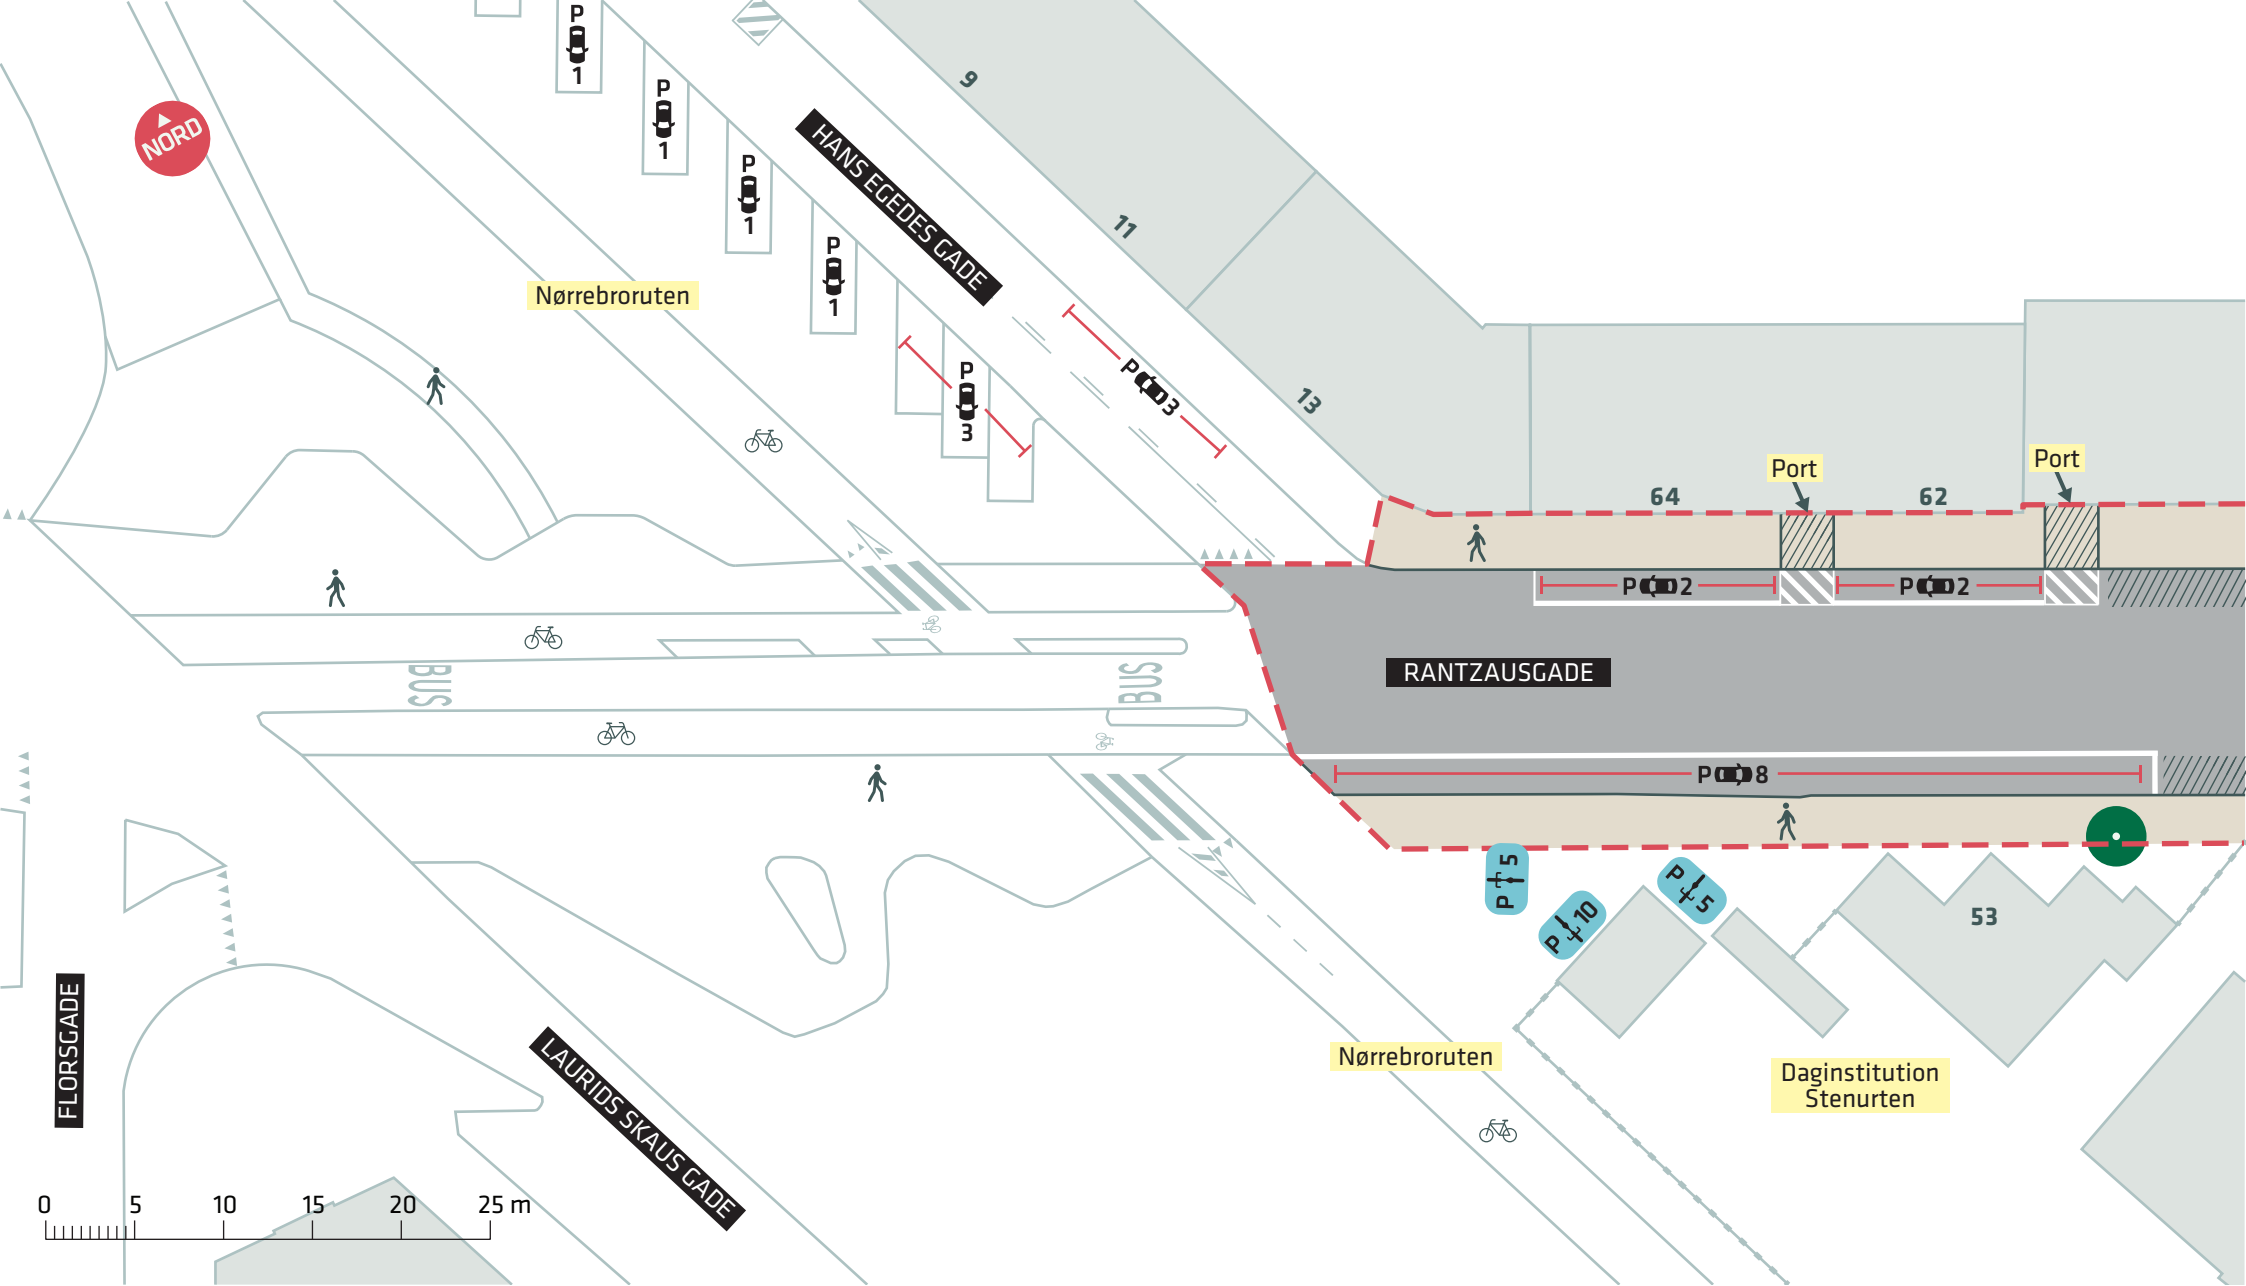 P
1
P
1
P
1
P
1
P
3
NORD
HANS EGEDES GADE
9
11
13
P 3
Nørrebroruten
64
Port
62
Port
P 2
P 2
BUS
BUS
RANTZAUSGADE
P 8
P 5
P 10
P 5
53
Nørrebroruten
Daginstitution
Stenurten
FLORSGADE
LAURIDS SKAUS GADE
0 5 10 15 20 25 m